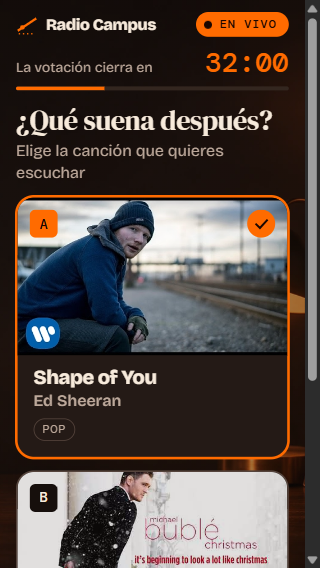 Radio Campus
EN VIVO
La votación cierra en
32:00
¿Qué suena después?
Elige la canción que quieres
escuchar
A
Shape of You
Ed Sheeran
POP
B
michael
bublé
christmas
it's beginning to look a lot like christmas